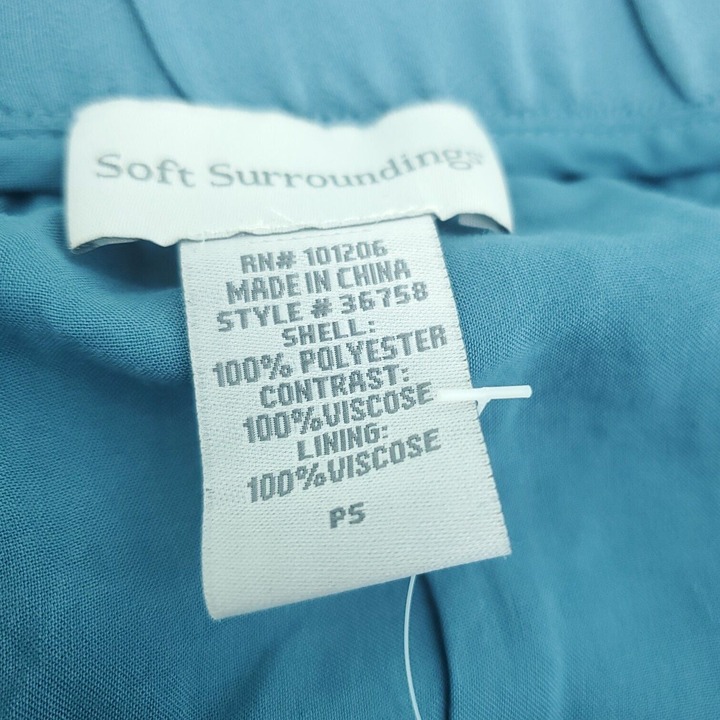 Soft Surroundings
RN# 101206
MADE IN CHINA
STYLE # 36758
SHELL:
100% POLYESTER
CONTRAST:
100% VISCOSE
LINING:
100% VISCOSE
PS